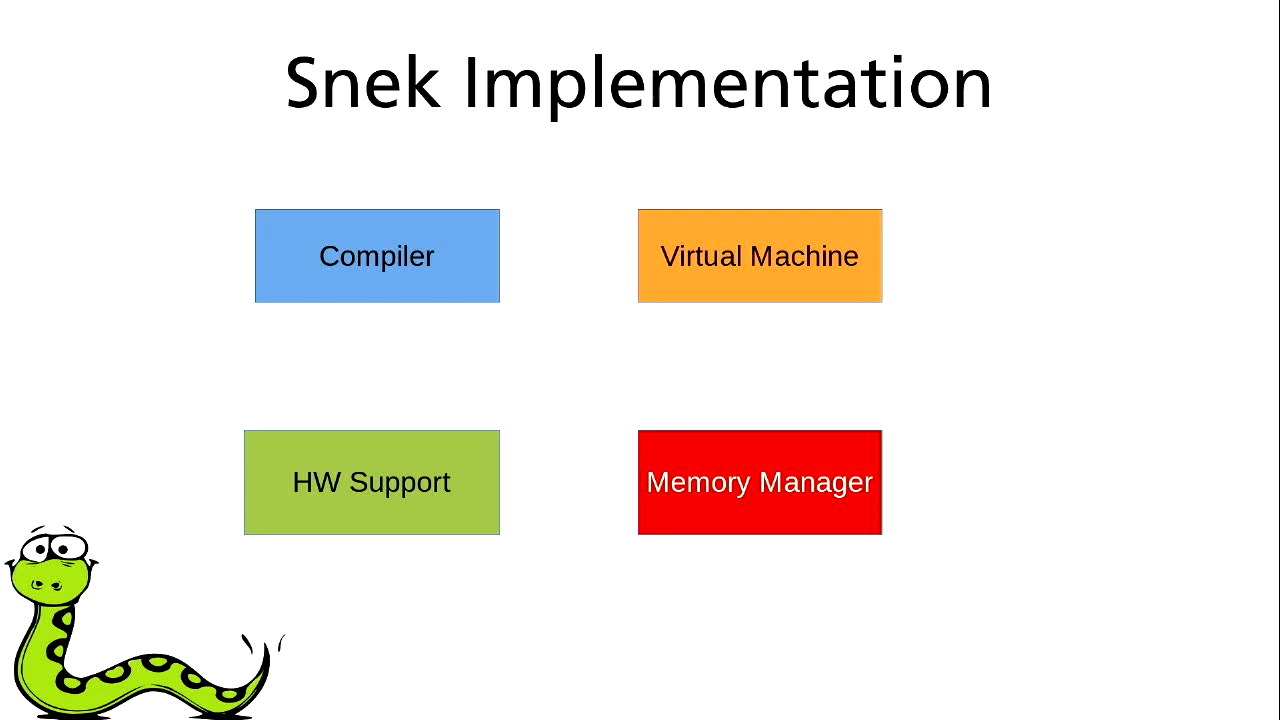 Snek Implementation
Compiler
Virtual Machine
HW Support
Memory Manager